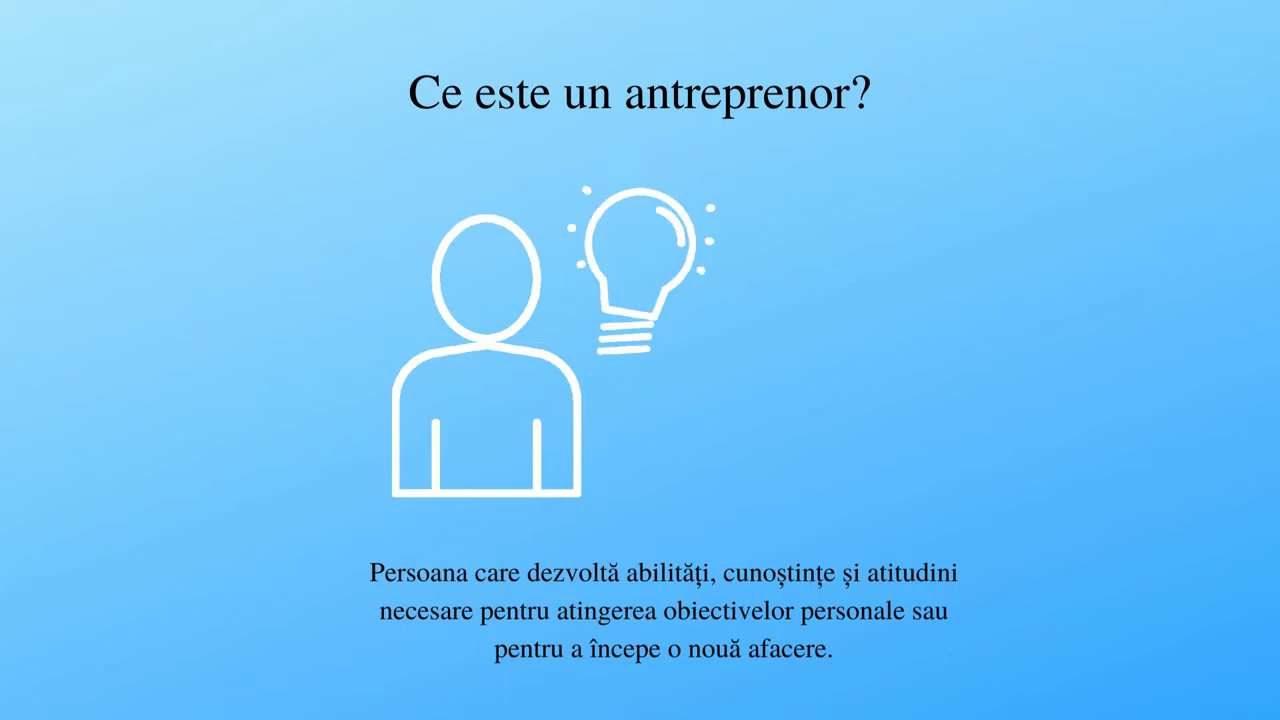 Ce este un antreprenor?
Persoana care dezvoltă abilități, cunoștințe și atitudini
necesare pentru atingerea obiectivelor personale sau
pentru a începe o nouă afacere.